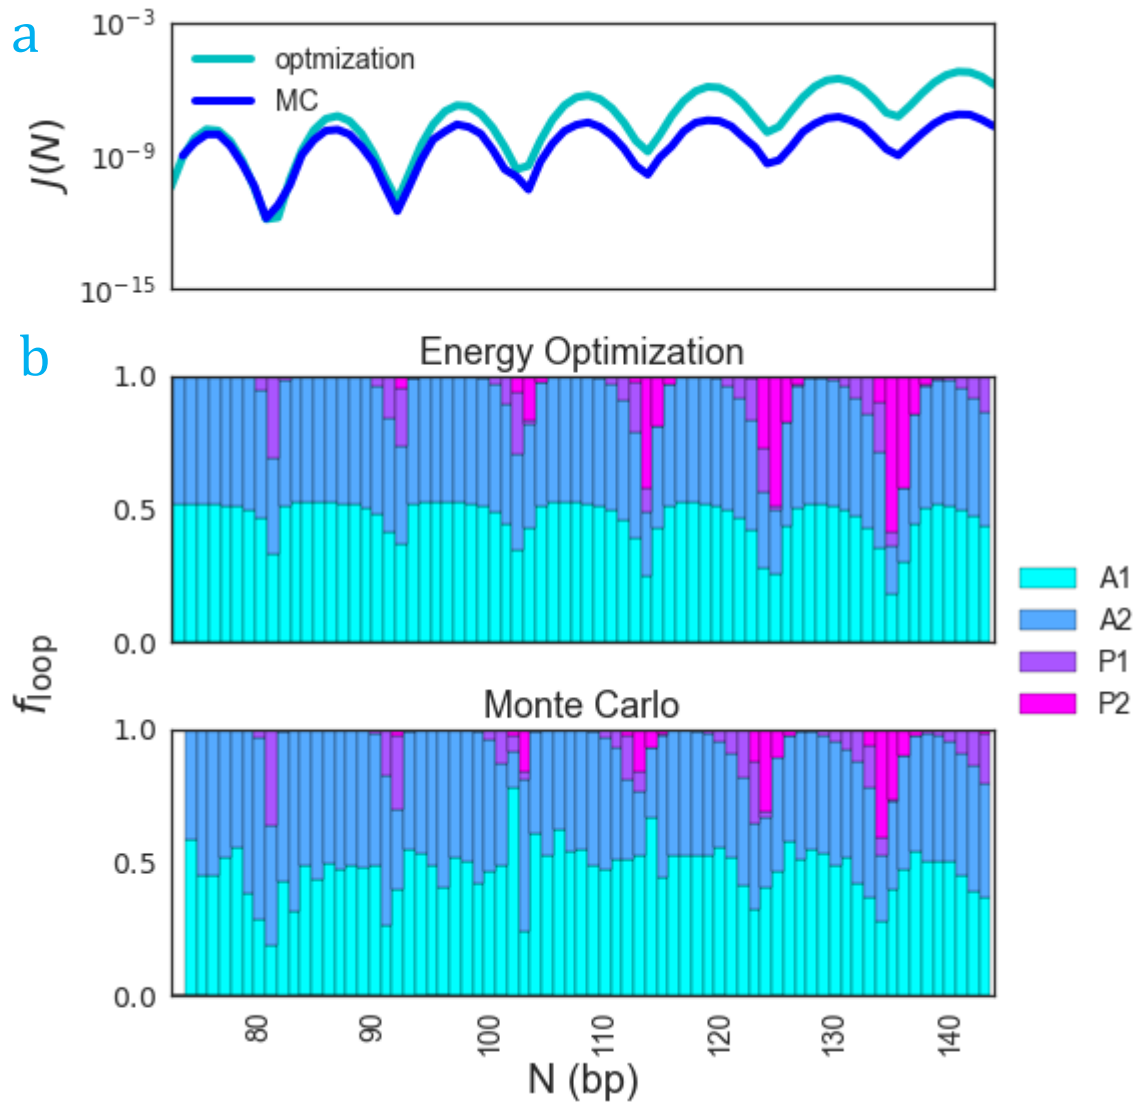 a
10⁻³
optmization
MC
J(N)
10⁻⁹
10⁻¹⁵
b
Energy Optimization
1.0
0.5
0.0
A1
A2
P1
P2
f_loop
Monte Carlo
1.0
0.5
0.0
80 90 100 110 120 130 140
N (bp)